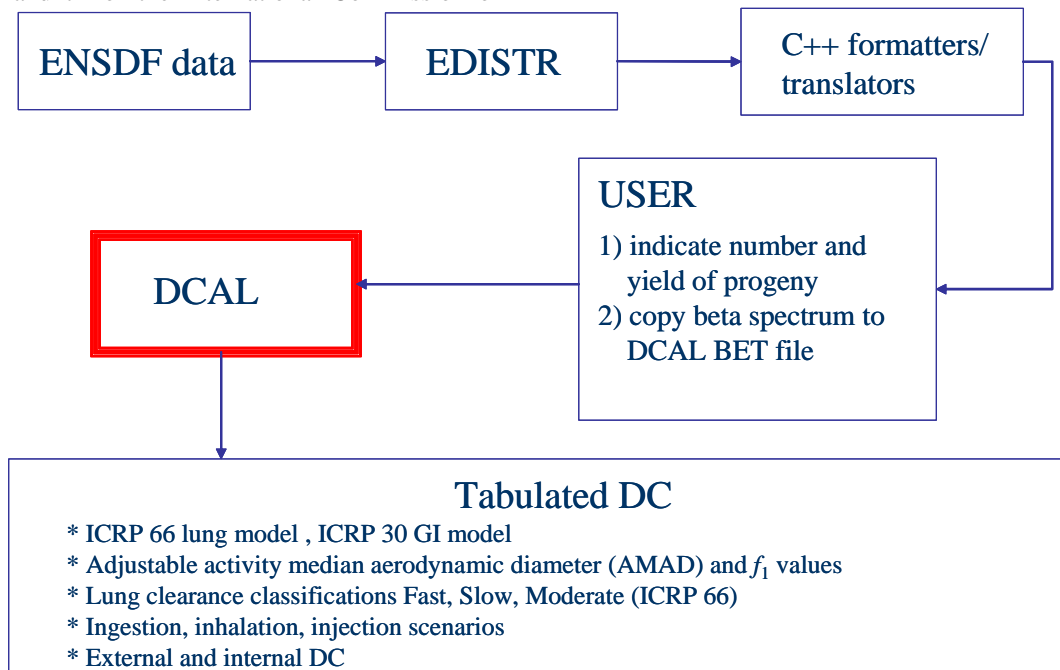 ENSDF data
EDISTR
C++ formatters/
translators
USER
1) indicate number and
yield of progeny
2) copy beta spectrum to
DCAL BET file
DCAL
Tabulated DC
* ICRP 66 lung model , ICRP 30 GI model
* Adjustable activity median aerodynamic diameter (AMAD) and f₁ values
* Lung clearance classifications Fast, Slow, Moderate (ICRP 66)
* Ingestion, inhalation, injection scenarios
* External and internal DC